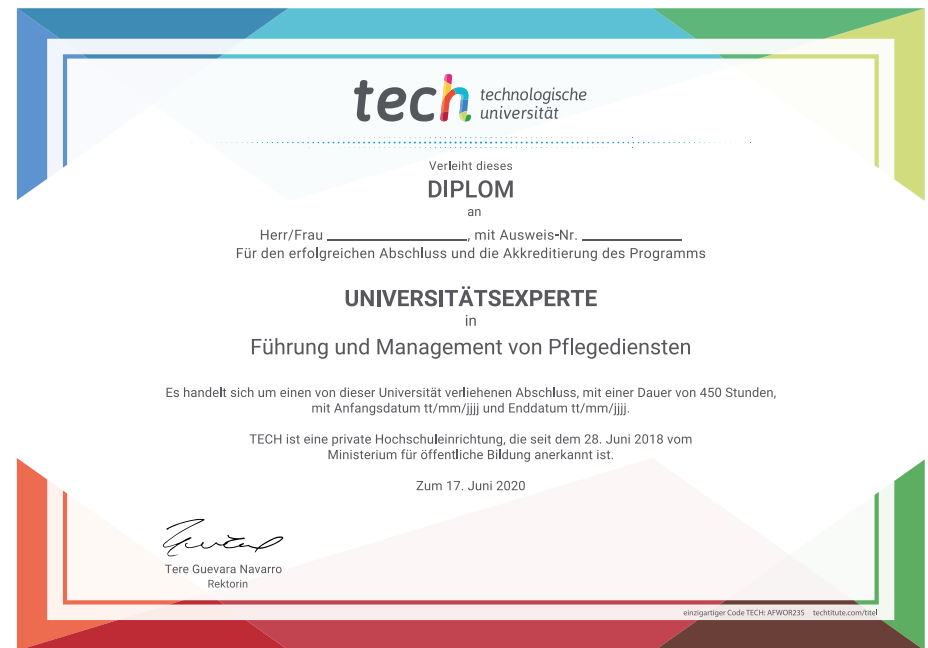 tech technologische
universität
Verleiht dieses
DIPLOM
an
Herr/Frau ________________, mit Ausweis-Nr. ____________
Für den erfolgreichen Abschluss und die Akkreditierung des Programms
UNIVERSITÄTSEXPERTE
in
Führung und Management von Pflegediensten
Es handelt sich um einen von dieser Universität verliehenen Abschluss, mit einer Dauer von 450 Stunden,
mit Anfangsdatum tt/mm/jjjj und Enddatum tt/mm/jjjj.
TECH ist eine private Hochschuleinrichtung, die seit dem 28. Juni 2018 vom
Ministerium für öffentliche Bildung anerkannt ist.
Zum 17. Juni 2020
Tere Guevara Navarro
Rektorin
einzigartiger Code TECH: AFWOR23S techtitute.com/titel